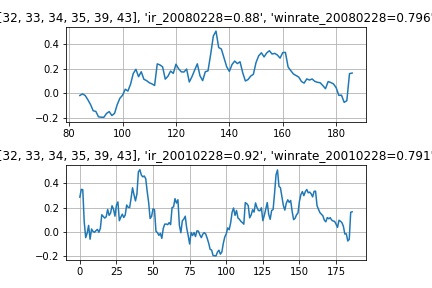 [32, 33, 34, 35, 39, 43], 'ir_20080228=0.88', 'winrate_20080228=0.796'
0.4
0.2
0.0
−0.2
80 100 120 140 160 180
[32, 33, 34, 35, 39, 43], 'ir_20010228=0.92', 'winrate_20010228=0.791'
0.4
0.2
0.0
−0.2
0 25 50 75 100 125 150 175